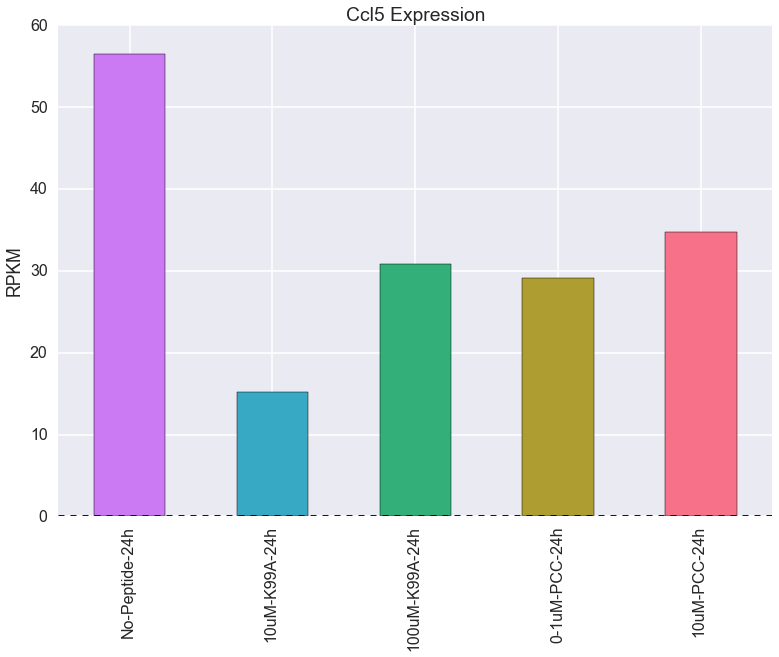 Ccl5 Expression
RPKM
60
50
40
30
20
10
0
No-Peptide-24h
10uM-K99A-24h
100uM-K99A-24h
0-1uM-PCC-24h
10uM-PCC-24h